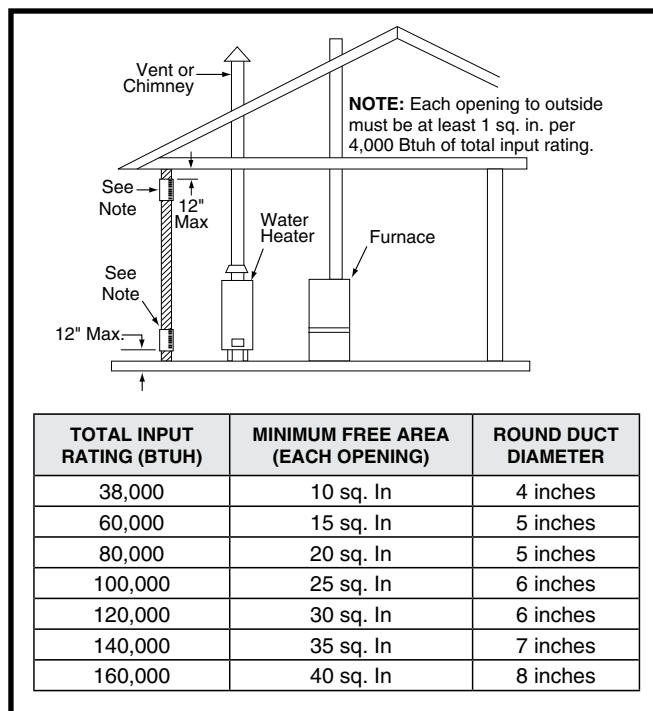 Vent or
Chimney
NOTE: Each opening to outside
must be at least 1 sq. in. per
4,000 Btuh of total input rating.
See
Note
12"
Max
Water
Heater
Furnace
See
Note
12" Max.
TOTAL INPUT RATING (BTUH)
MINIMUM FREE AREA (EACH OPENING)
ROUND DUCT DIAMETER
38,000 10 sq. In 4 inches
60,000 15 sq. In 5 inches
80,000 20 sq. In 5 inches
100,000 25 sq. In 6 inches
120,000 30 sq. In 6 inches
140,000 35 sq. In 7 inches
160,000 40 sq. In 8 inches